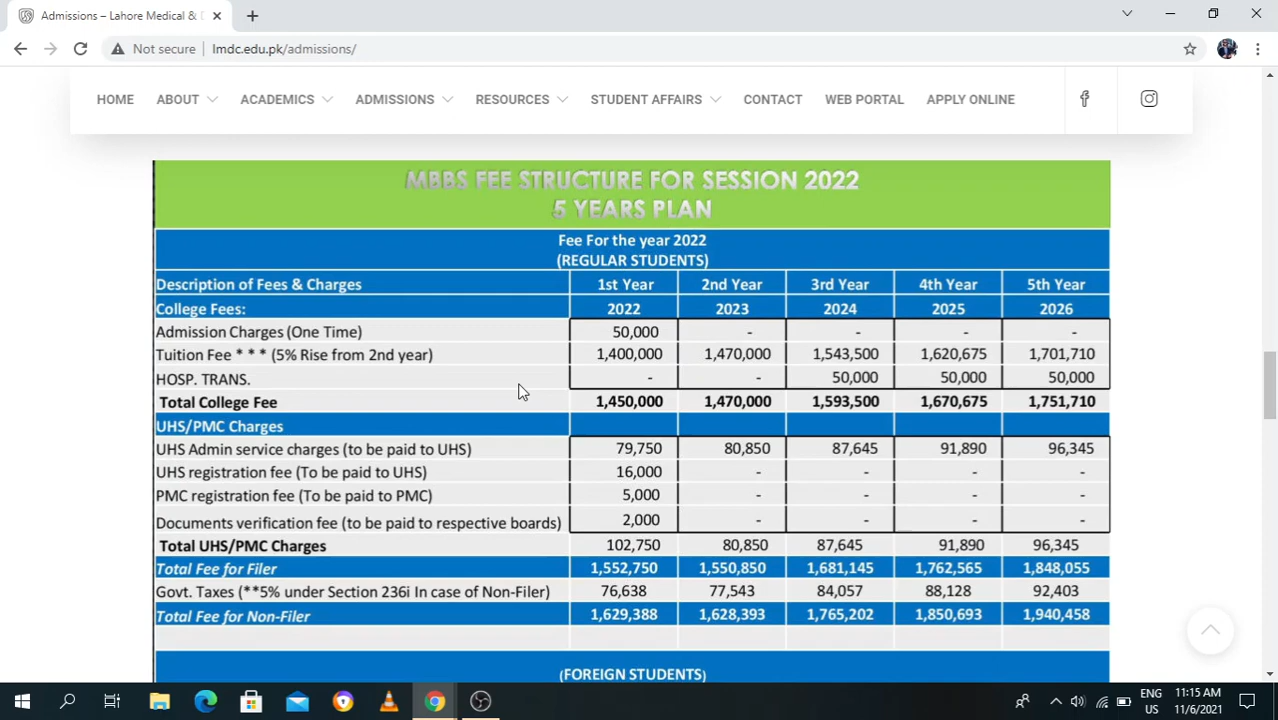 Admissions – Lahore Medical &
Not secure lmdc.edu.pk/admissions/
HOME ABOUT ACADEMICS ADMISSIONS RESOURCES STUDENT AFFAIRS CONTACT WEB PORTAL APPLY ONLINE
MBBS FEE STRUCTURE FOR SESSION 2022
5 YEARS PLAN
Fee For the year 2022
(REGULAR STUDENTS)
Description of Fees & Charges 1st Year 2nd Year 3rd Year 4th Year 5th Year
College Fees: 2022 2023 2024 2025 2026
Admission Charges (One Time) 50,000 - - - -
Tuition Fee * * * (5% Rise from 2nd year) 1,400,000 1,470,000 1,543,500 1,620,675 1,701,710
HOSP. TRANS. - - 50,000 50,000 50,000
Total College Fee 1,450,000 1,470,000 1,593,500 1,670,675 1,751,710
UHS/PMC Charges
UHS Admin service charges (to be paid to UHS) 79,750 80,850 87,645 91,890 96,345
UHS registration fee (To be paid to UHS) 16,000 - - - -
PMC registration fee (To be paid to PMC) 5,000 - - - -
Documents verification fee (to be paid to respective boards) 2,000 - - - -
Total UHS/PMC Charges 102,750 80,850 87,645 91,890 96,345
Total Fee for Filer 1,552,750 1,550,850 1,681,145 1,762,565 1,848,055
Govt. Taxes (**5% under Section 236i In case of Non-Filer) 76,638 77,543 84,057 88,128 92,403
Total Fee for Non-Filer 1,629,388 1,628,393 1,765,202 1,850,693 1,940,458
(FOREIGN STUDENTS)
ENG 11:15 AM
US 11/6/2021